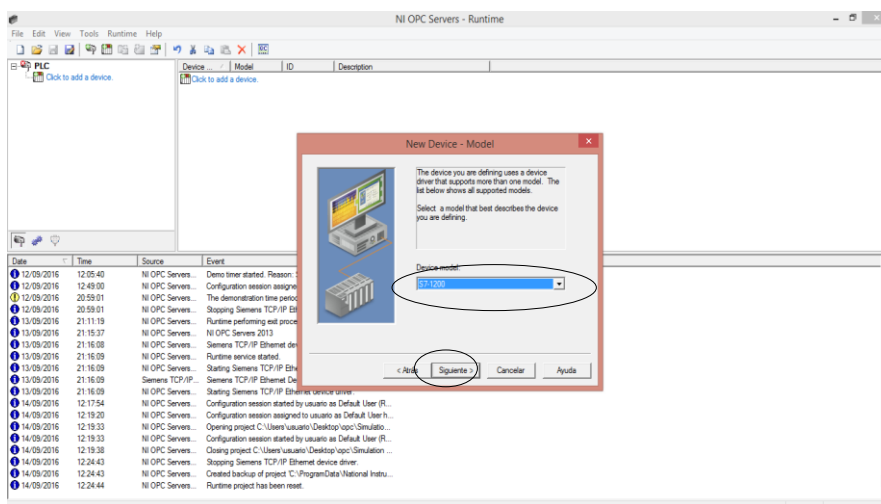 NI OPC Servers - Runtime
File Edit View Tools Runtime Help
PLC
Click to add a device.
Device ... Model ID Description
Click to add a device.
New Device - Model
The device you are defining uses a device
driver that supports more than one model. The
list below shows all supported models.
Select a model that best describes the device
you are defining.
Device model:
S7-1200
< Atrás Siguiente > Cancelar Ayuda
Date Time Source Event
12/09/2016 12:05:40 NI OPC Servers... Demo timer started. Reason:
12/09/2016 12:49:00 NI OPC Servers... Configuration session assigne
12/09/2016 20:59:01 NI OPC Servers... The demonstration time perio
12/09/2016 20:59:01 NI OPC Servers... Stopping Siemens TCP/IP Eth
13/09/2016 21:11:19 NI OPC Servers... Runtime performing exit proce
13/09/2016 21:15:37 NI OPC Servers... NI OPC Servers 2013
13/09/2016 21:16:08 NI OPC Servers... Siemens TCP/IP Ethernet dev
13/09/2016 21:16:09 NI OPC Servers... Runtime service started.
13/09/2016 21:16:09 NI OPC Servers... Starting Siemens TCP/IP Ethe
13/09/2016 21:16:09 Siemens TCP/IP... Siemens TCP/IP Ethernet De
13/09/2016 21:16:09 NI OPC Servers... Starting Siemens TCP/IP Ethernet device driver.
14/09/2016 12:17:54 NI OPC Servers... Configuration session started by usuario as Default User (R...
14/09/2016 12:19:20 NI OPC Servers... Configuration session assigned to usuario as Default User h...
14/09/2016 12:19:33 NI OPC Servers... Opening project C:\Users\usuario\Desktop\opc\Simulatio...
14/09/2016 12:19:33 NI OPC Servers... Configuration session started by usuario as Default User (R...
14/09/2016 12:19:38 NI OPC Servers... Closing project C:\Users\usuario\Desktop\opc\Simulation ...
14/09/2016 12:24:43 NI OPC Servers... Stopping Siemens TCP/IP Ethernet device driver.
14/09/2016 12:24:43 NI OPC Servers... Created backup of project 'C:\ProgramData\National Instru...
14/09/2016 12:24:44 NI OPC Servers... Runtime project has been reset.